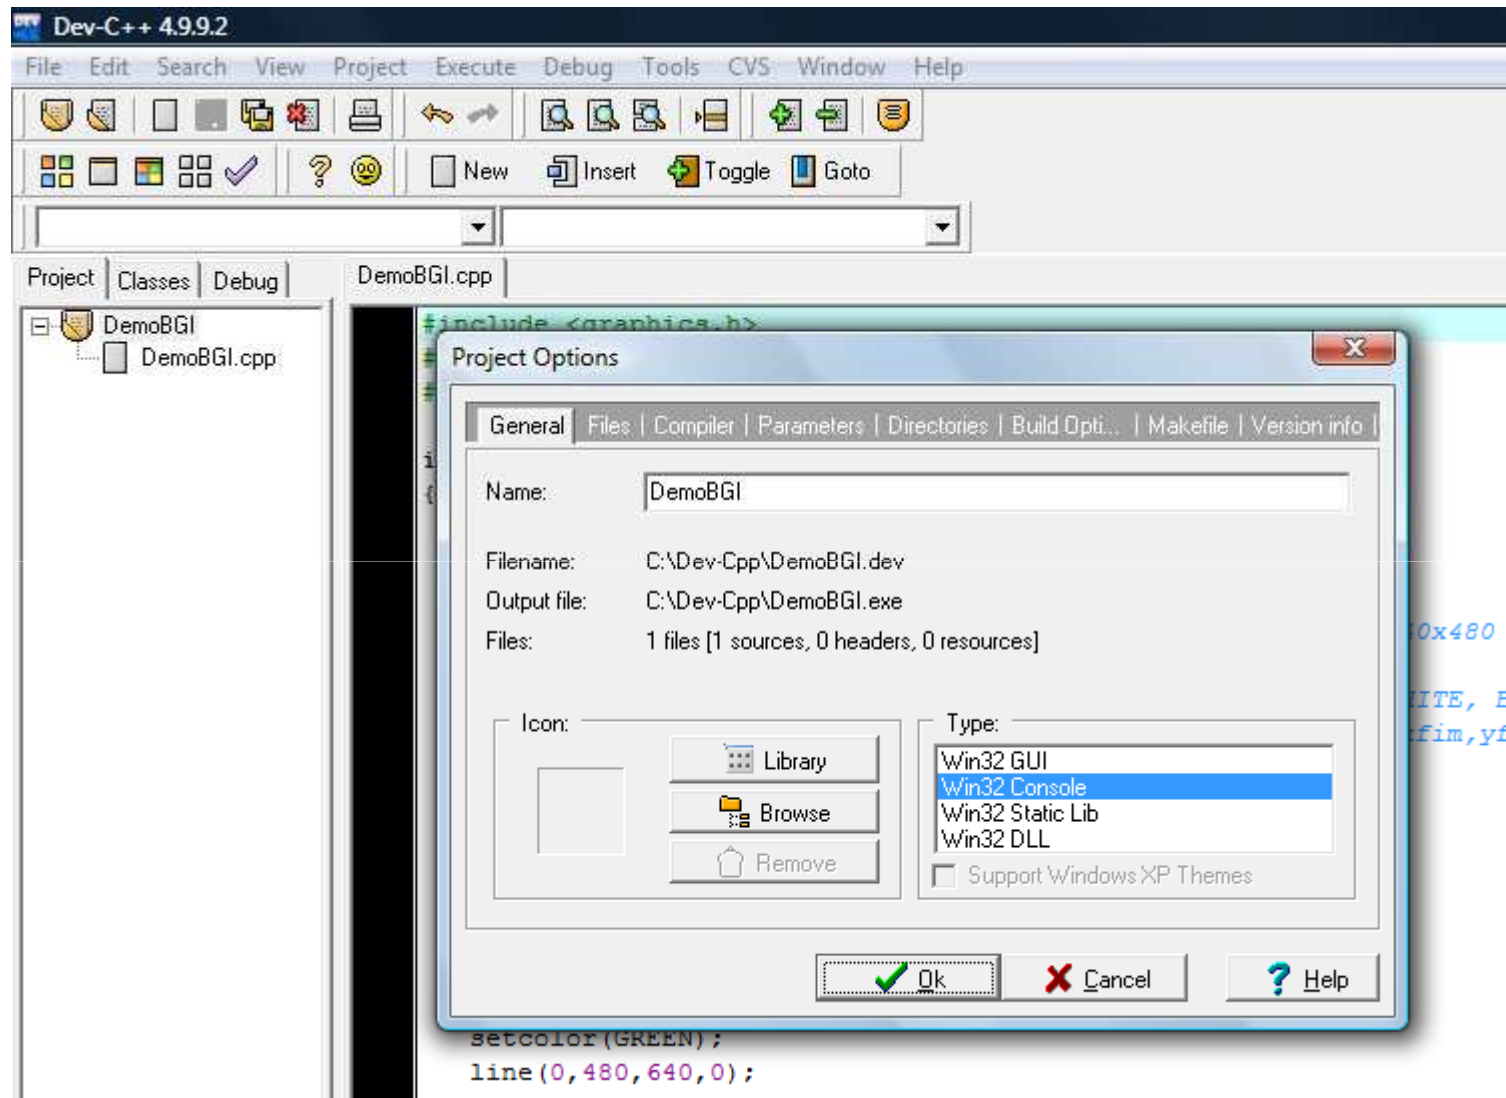 Dev-C++ 4.9.9.2
File Edit Search View Project Execute Debug Tools CVS Window Help
New Insert Toggle Goto
Project Classes Debug DemoBGI.cpp
DemoBGI
DemoBGI.cpp
#include <graphics.h>
#
#
i
{
Project Options
General Files Compiler Parameters Directories Build Opti... Makefile Version info
Name: DemoBGI
Filename: C:\Dev-Cpp\DemoBGI.dev
Output file: C:\Dev-Cpp\DemoBGI.exe
Files: 1 files [1 sources, 0 headers, 0 resources]
0x480
ITE, B
fim,yf
Icon:
Library
Browse
Remove
Type:
Win32 GUI
Win32 Console
Win32 Static Lib
Win32 DLL
Support Windows XP Themes
Ok Cancel Help
setcolor(GREEN);
line(0,480,640,0);